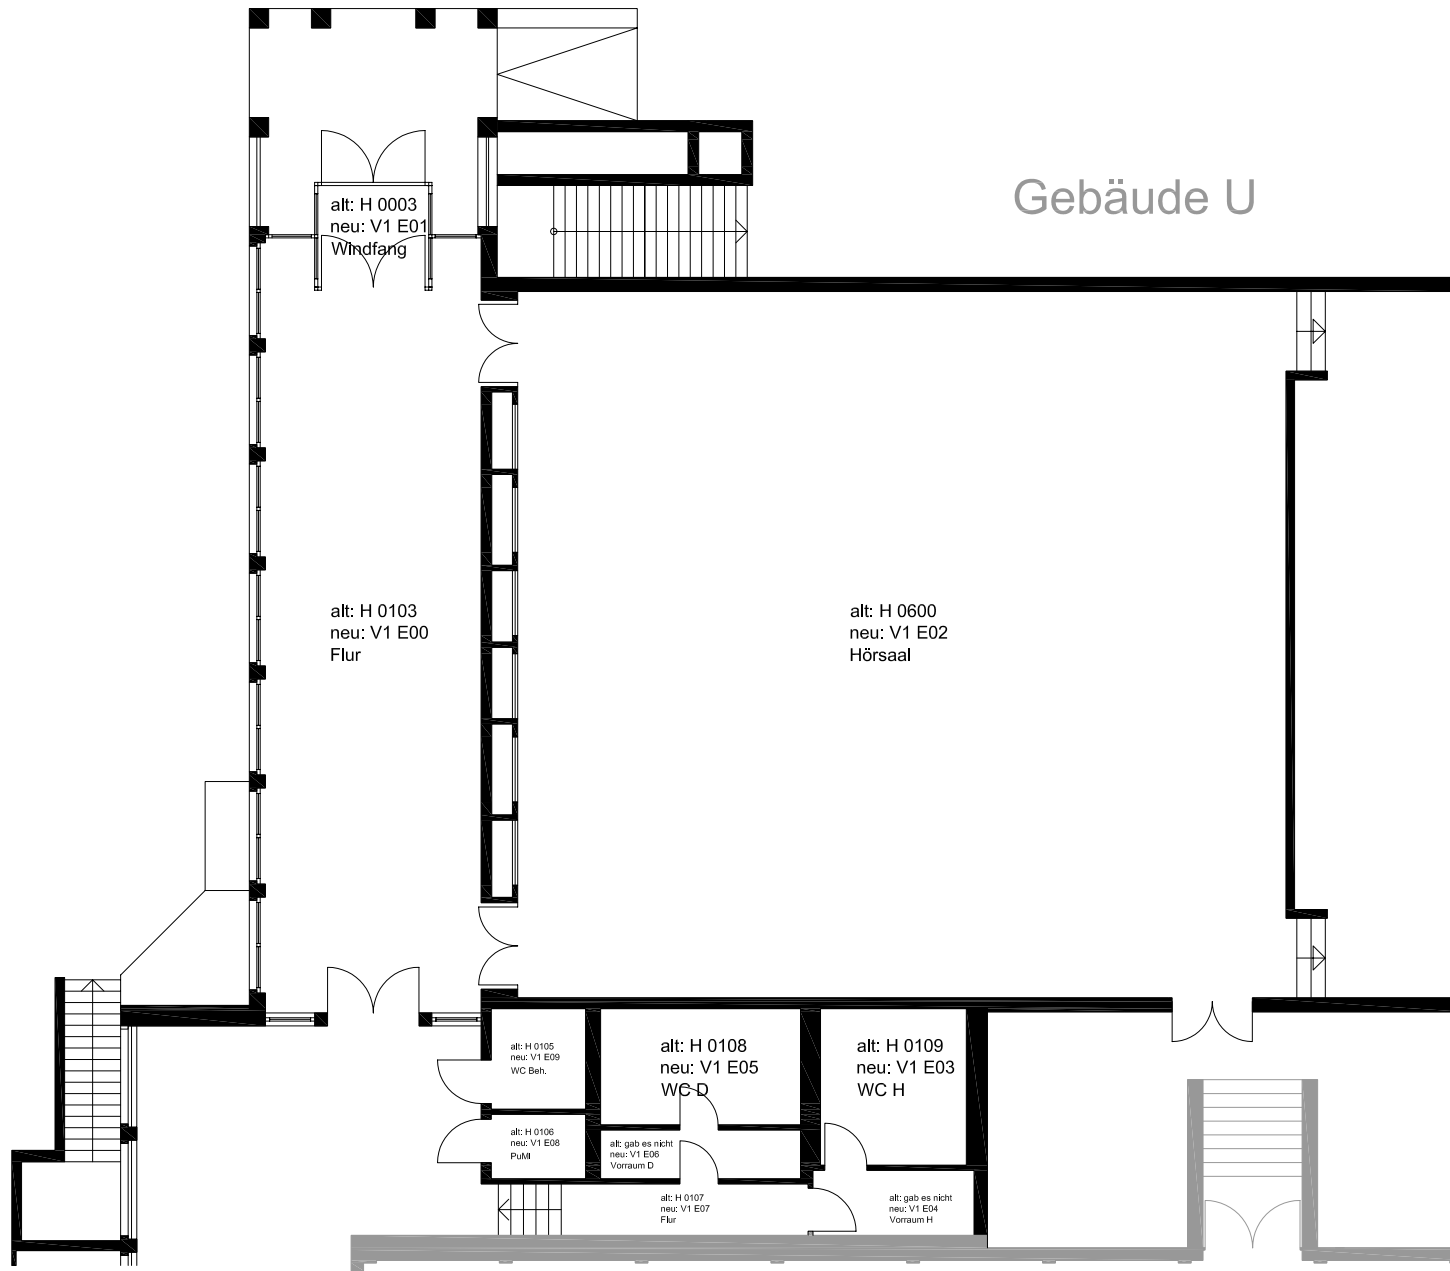 Gebäude U
alt: H 0003
neu: V1 E01
Windfang
alt: H 0103
neu: V1 E00
Flur
alt: H 0600
neu: V1 E02
Hörsaal
alt: H 0105
neu: V1 E09
WC Beh.
alt: H 0108
neu: V1 E05
WC D
alt: H 0109
neu: V1 E03
WC H
alt: H 0106
neu: V1 E08
PuMI
alt: gab es nicht
neu: V1 E06
Vorraum D
alt: H 0107
neu: V1 E07
Flur
alt: gab es nicht
neu: V1 E04
Vorraum H